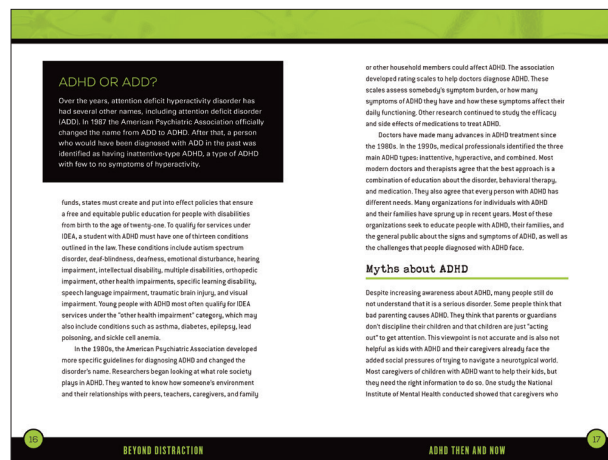 ADHD OR ADD?
Over the years, attention deficit hyperactivity disorder has
had several other names, including attention deficit disorder
(ADD). In 1987 the American Psychiatric Association officially
changed the name from ADD to ADHD. After that, a person
who would have been diagnosed with ADD in the past was
identified as having inattentive-type ADHD, a type of ADHD
with few to no symptoms of hyperactivity.
funds, states must create and put into effect policies that ensure
a free and equitable public education for people with disabilities
from birth to the age of twenty-one. To qualify for services under
IDEA, a student with ADHD must have one of thirteen conditions
outlined in the law. These conditions include autism spectrum
disorder, deaf-blindness, deafness, emotional disturbance, hearing
impairment, intellectual disability, multiple disabilities, orthopedic
impairment, other health impairments, specific learning disability,
speech language impairment, traumatic brain injury, and visual
impairment. Young people with ADHD most often qualify for IDEA
services under the "other health impairment" category, which may
also include conditions such as asthma, diabetes, epilepsy, lead
poisoning, and sickle cell anemia.
In the 1980s, the American Psychiatric Association developed
more specific guidelines for diagnosing ADHD and changed the
disorder's name. Researchers began looking at what role society
plays in ADHD. They wanted to know how someone's environment
and their relationships with peers, teachers, caregivers, and family
16
BEYOND DISTRACTION
or other household members could affect ADHD. The association
developed rating scales to help doctors diagnose ADHD. These
scales assess somebody's symptom burden, or how many
symptoms of ADHD they have and how these symptoms affect their
daily functioning. Other research continued to study the efficacy
and side effects of medications to treat ADHD.
Doctors have made many advances in ADHD treatment since
the 1980s. In the 1990s, medical professionals identified the three
main ADHD types: inattentive, hyperactive, and combined. Most
modern doctors and therapists agree that the best approach is a
combination of education about the disorder, behavioral therapy,
and medication. They also agree that every person with ADHD has
different needs. Many organizations for individuals with ADHD
and their families have sprung up in recent years. Most of these
organizations seek to educate people with ADHD, their families, and
the general public about the signs and symptoms of ADHD, as well as
the challenges that people diagnosed with ADHD face.
Myths about ADHD
Despite increasing awareness about ADHD, many people still do
not understand that it is a serious disorder. Some people think that
bad parenting causes ADHD. They think that parents or guardians
don't discipline their children and that children are just "acting
out" to get attention. This viewpoint is not accurate and is also not
helpful as kids with ADHD and their caregivers already face the
added social pressures of trying to navigate a neurotypical world.
Most caregivers of children with ADHD want to help their kids, but
they need the right information to do so. One study the National
Institute of Mental Health conducted showed that caregivers who
ADHD THEN AND NOW
17